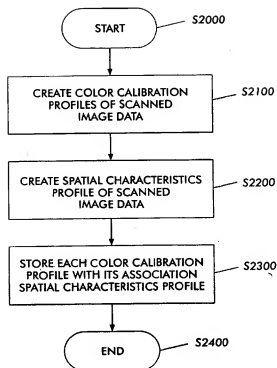 START
S2000
CREATE COLOR CALIBRATION
PROFILES OF SCANNED
IMAGE DATA
S2100
CREATE SPATIAL CHARACTERISTICS
PROFILE OF SCANNED
IMAGE DATA
S2200
STORE EACH COLOR CALIBRATION
PROFILE WITH ITS ASSOCIATION
SPATIAL CHARACTERISTICS PROFILE
S2300
END
S2400